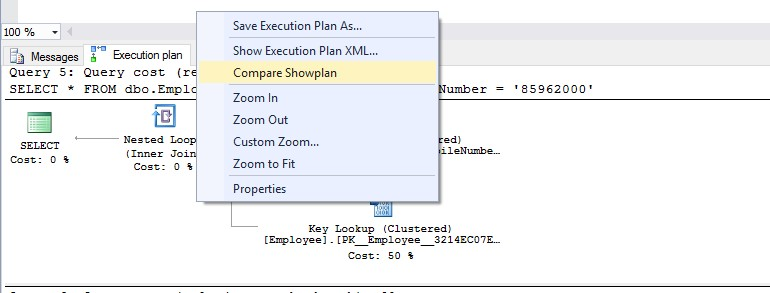 100 %
Messages Execution plan
Query 5: Query cost (re
SELECT * FROM dbo.Emplo Number = '85962000'
Save Execution Plan As...
Show Execution Plan XML...
Compare Showplan
Zoom In
Zoom Out
Custom Zoom...
Zoom to Fit
Properties
SELECT
Cost: 0 %
Nested Loop
(Inner Join
Cost: 0 %
red)
bileNumbe…
Key Lookup (Clustered)
[Employee].[PK__Employee__3214EC07E…
Cost: 50 %